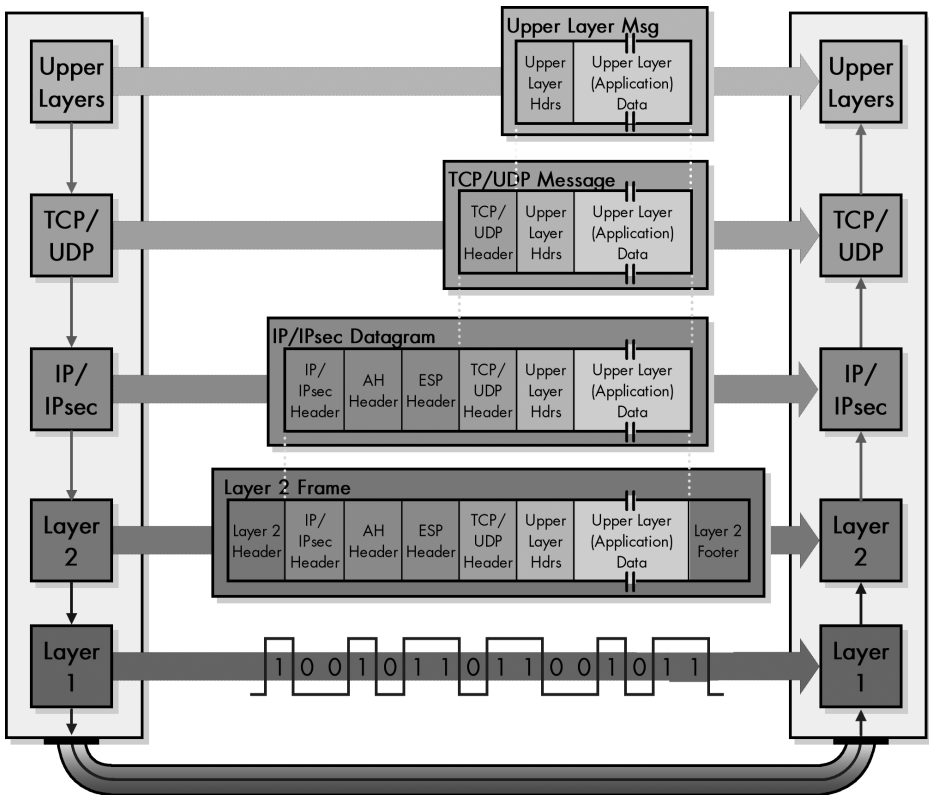 Upper Layer Msg
Upper
Layers
Upper
Layer
Hdrs
Upper Layer
(Application)
Data
Upper
Layers
TCP/UDP Message
TCP/
UDP
TCP/
UDP
Header
Upper
Layer
Hdrs
Upper Layer
(Application)
Data
TCP/
UDP
IP/IPsec Datagram
IP/
IPsec
IP/
IPsec
Header
AH
Header
ESP
Header
TCP/
UDP
Header
Upper
Layer
Hdrs
Upper Layer
(Application)
Data
IP/
IPsec
Layer 2 Frame
Layer
2
Layer 2
Header
IP/
IPsec
Header
AH
Header
ESP
Header
TCP/
UDP
Header
Upper
Layer
Hdrs
Upper Layer
(Application)
Data
Layer 2
Footer
Layer
2
Layer
1
1 0 0 1 0 1 1 0 1 1 0 0 1 0 1 1
Layer
1